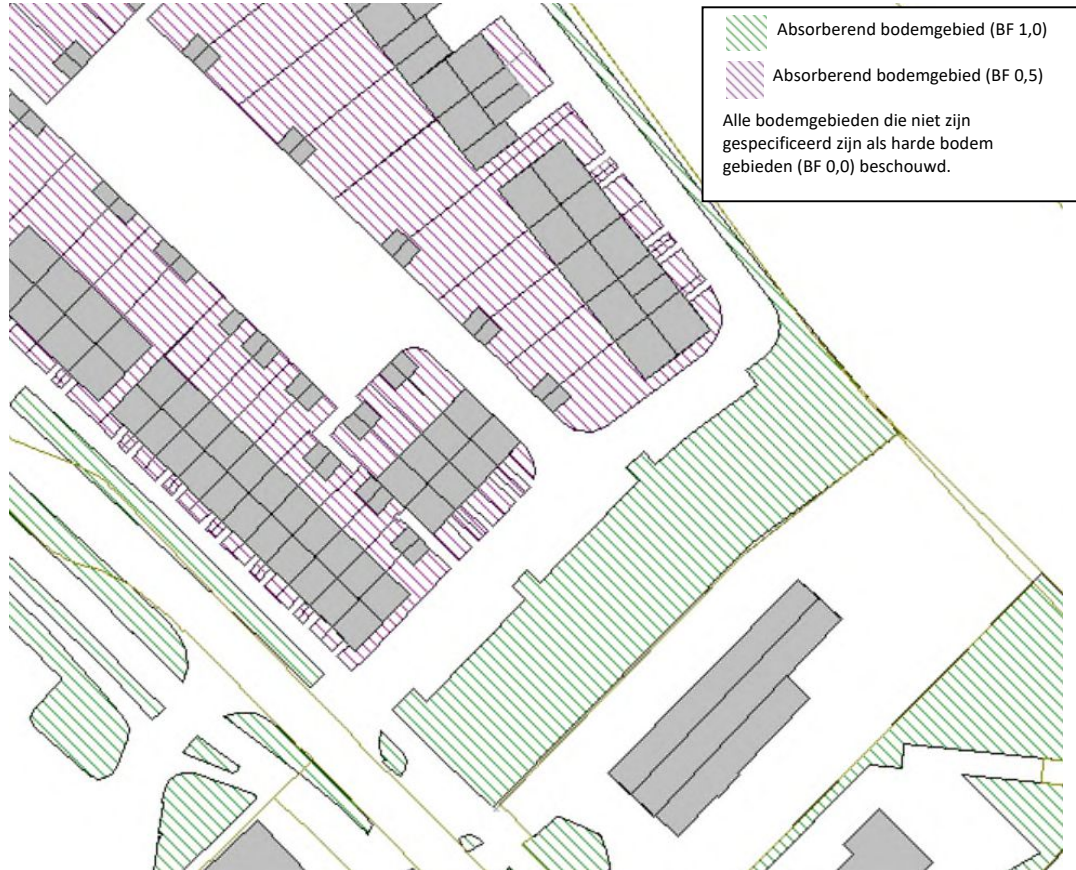 Absorberend bodemgebied (BF 1,0)
Absorberend bodemgebied (BF 0,5)
Alle bodemgebieden die niet zijn
gespecificeerd zijn als harde bodem
gebieden (BF 0,0) beschouwd.